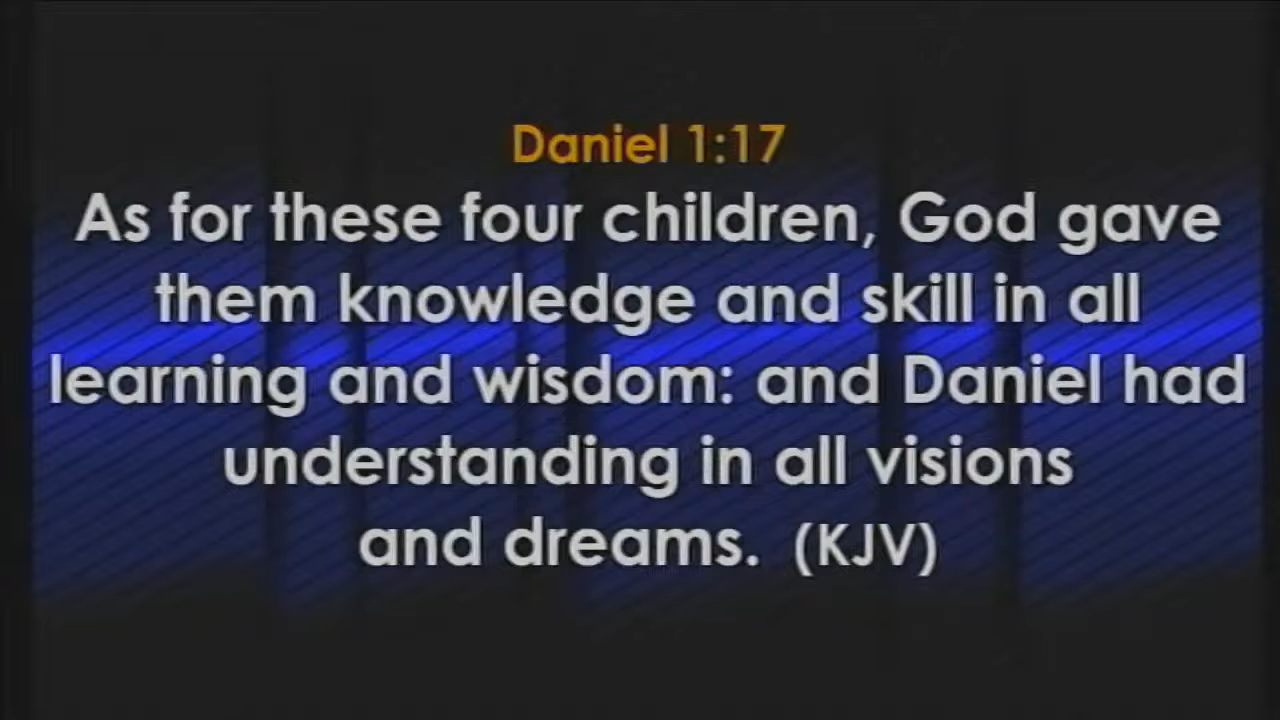 Daniel 1:17
As for these four children, God gave
them knowledge and skill in all
learning and wisdom: and Daniel had
understanding in all visions
and dreams. (KJV)